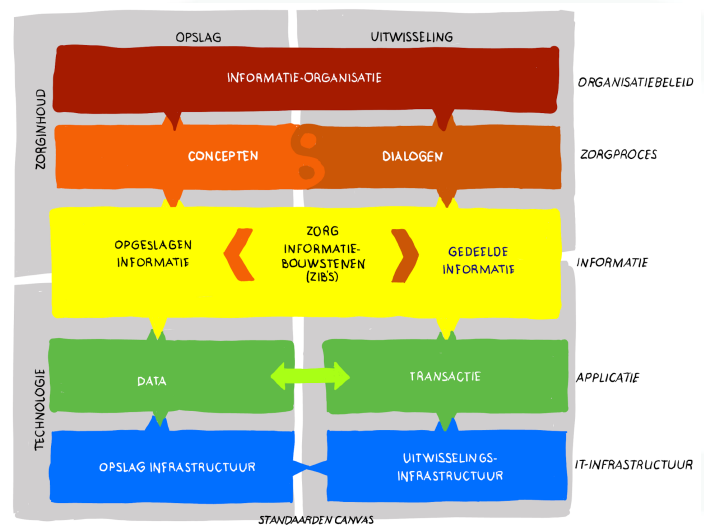 OPSLAG
UITWISSELING
ZORGINHOUD
INFORMATIE-ORGANISATIE
ORGANISATIEBELEID
CONCEPTEN
DIALOGEN
ZORGPROCES
OPGESLAGEN
INFORMATIE
ZORG
INFORMATIE-
BOUWSTENEN
(ZIB'S)
GEDEELDE
INFORMATIE
INFORMATIE
TECHNOLOGIE
DATA
TRANSACTIE
APPLICATIE
OPSLAG INFRASTRUCTUUR
UITWISSELINGS-
INFRASTRUCTUUR
IT-INFRASTRUCTUUR
STANDAARDEN CANVAS